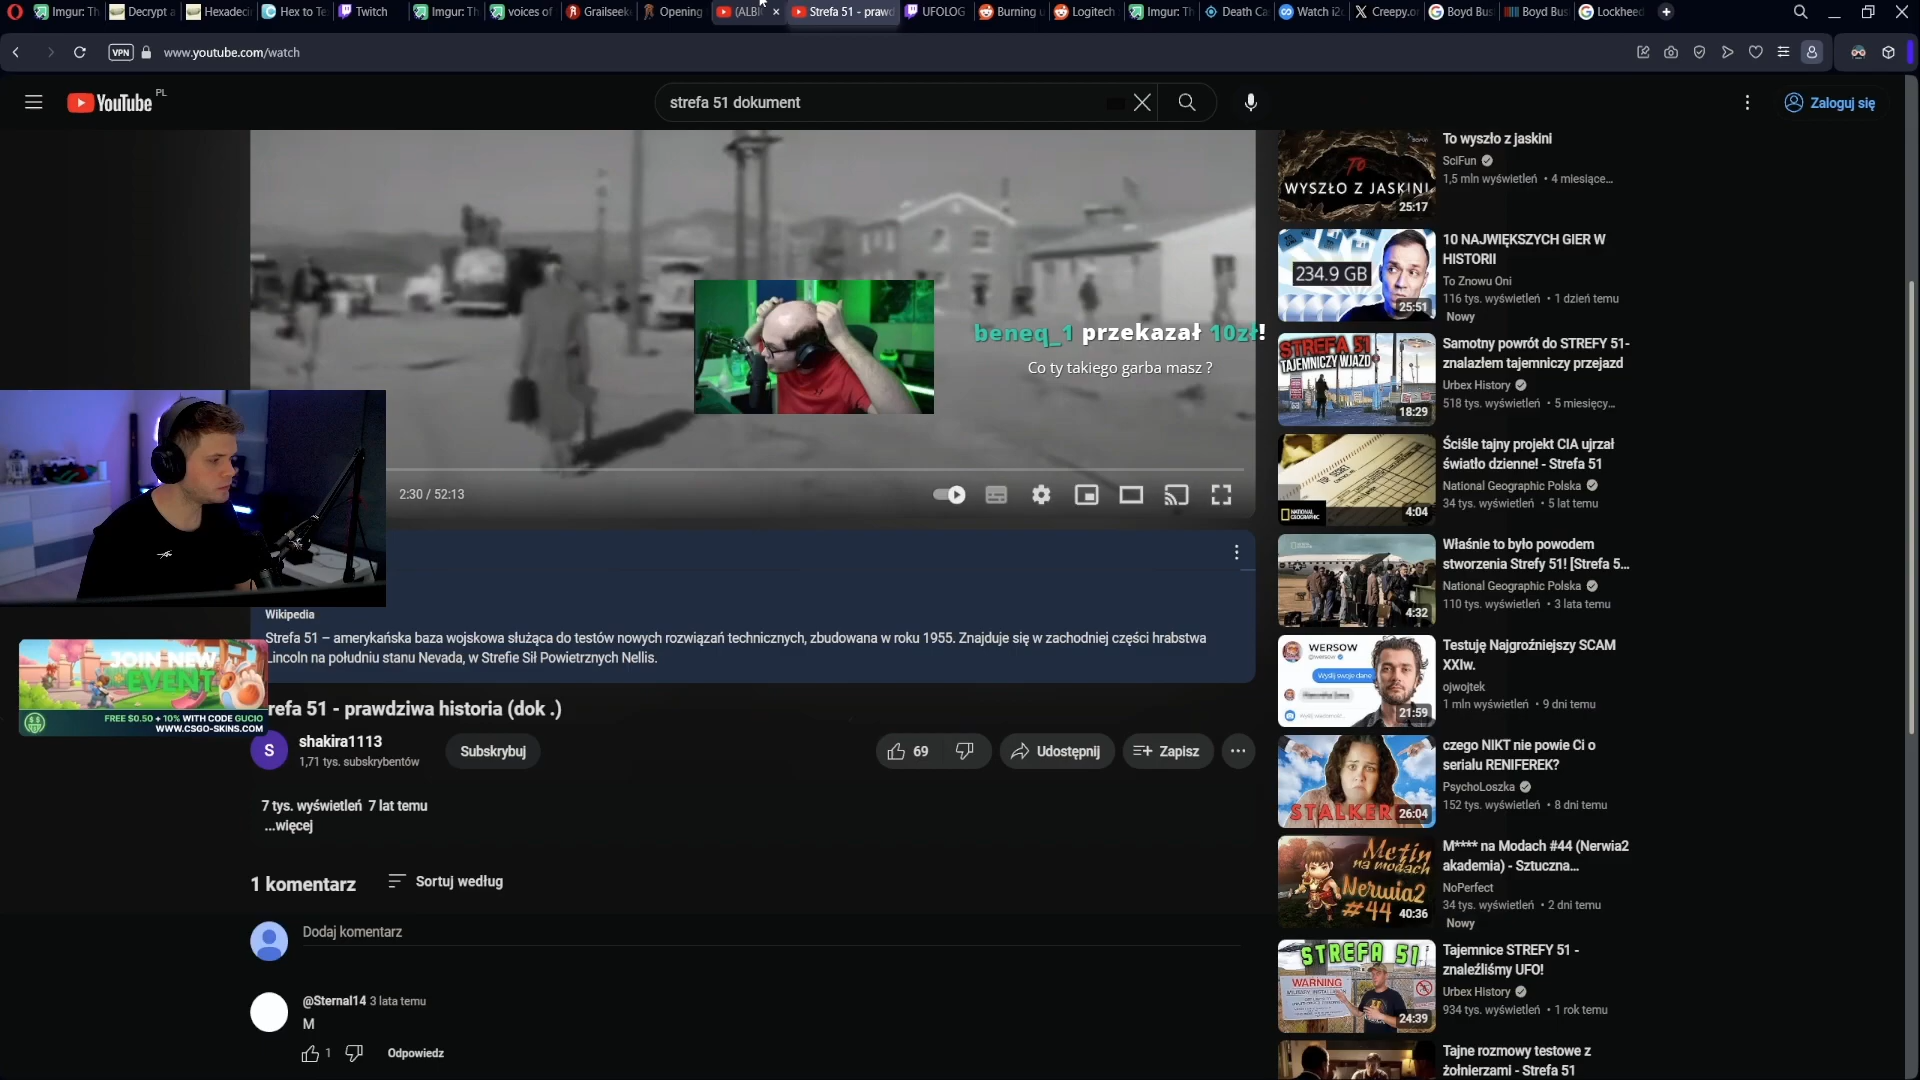 Imgur: Th
Decrypt a
Hexadeci
Hex to Te
Twitch
Imgur: Th
voices of
Grailseek
Opening
(ALBI
Strefa 51 - prawd
UFOLOG
Burning u
Logitech
Imgur: Th
Death Ca
Watch i2
Creepy.or
Boyd Bus
Boyd Bus
Lockheed
VPN
www.youtube.com/watch
YouTube PL
strefa 51 dokument
Zaloguj się
beneq_1 przekazał 10zł!
Co ty takiego garba masz ?
2:30 / 52:13
Wikipedia
Strefa 51 – amerykańska baza wojskowa służąca do testów nowych rozwiązań technicznych, zbudowana w roku 1955. Znajduje się w zachodniej części hrabstwa
Lincoln na południu stanu Nevada, w Strefie Sił Powietrznych Nellis.
JOIN NEW
EVENT
FREE $0.50 + 10% WITH CODE GUCIO
WWW.CSGO-SKINS.COM
refa 51 - prawdziwa historia (dok .)
S
shakira1113
1,71 tys. subskrybentów
Subskrybuj
69
Udostępnij
Zapisz
7 tys. wyświetleń 7 lat temu
...więcej
1 komentarz
Sortuj według
Dodaj komentarz
@Sternal14 3 lata temu
M
1
Odpowiedz
TO
WYSZŁO Z JASKINI
25:17
To wyszło z jaskini
SciFun
1,5 mln wyświetleń • 4 miesiące...
234.9 GB
25:51
10 NAJWIĘKSZYCH GIER W
HISTORII
To Znowu Oni
116 tys. wyświetleń • 1 dzień temu
Nowy
STREFA 51
TAJEMNICZY WJAZD
18:29
Samotny powrót do STREFY 51-
znalazłem tajemniczy przejazd
Urbex History
518 tys. wyświetleń • 5 miesięcy...
TOP SECRET
NATIONAL GEOGRAPHIC
4:04
Ściśle tajny projekt CIA ujrzał
światło dzienne! - Strefa 51
National Geographic Polska
34 tys. wyświetleń • 5 lat temu
4:32
Właśnie to było powodem
stworzenia Strefy 51! [Strefa 5...
National Geographic Polska
110 tys. wyświetleń • 3 lata temu
WERSOW
Wyślij swoje dane
21:59
Testuję Najgroźniejszy SCAM
XXIw.
ojwojtek
1 mln wyświetleń • 9 dni temu
STALKER
26:04
czego NIKT nie powie Ci o
serialu RENIFEREK?
PsychoLoszka
152 tys. wyświetleń • 8 dni temu
Metin
na modach
Nerwia2
#44
40:36
M**** na Modach #44 (Nerwia2
akademia) - Sztuczna...
NoPerfect
34 tys. wyświetleń • 2 dni temu
Nowy
STREFA 51
WARNING
24:39
Tajemnice STREFY 51 -
znaleźliśmy UFO!
Urbex History
934 tys. wyświetleń • 1 rok temu
Tajne rozmowy testowe z
żołnierzami - Strefa 51